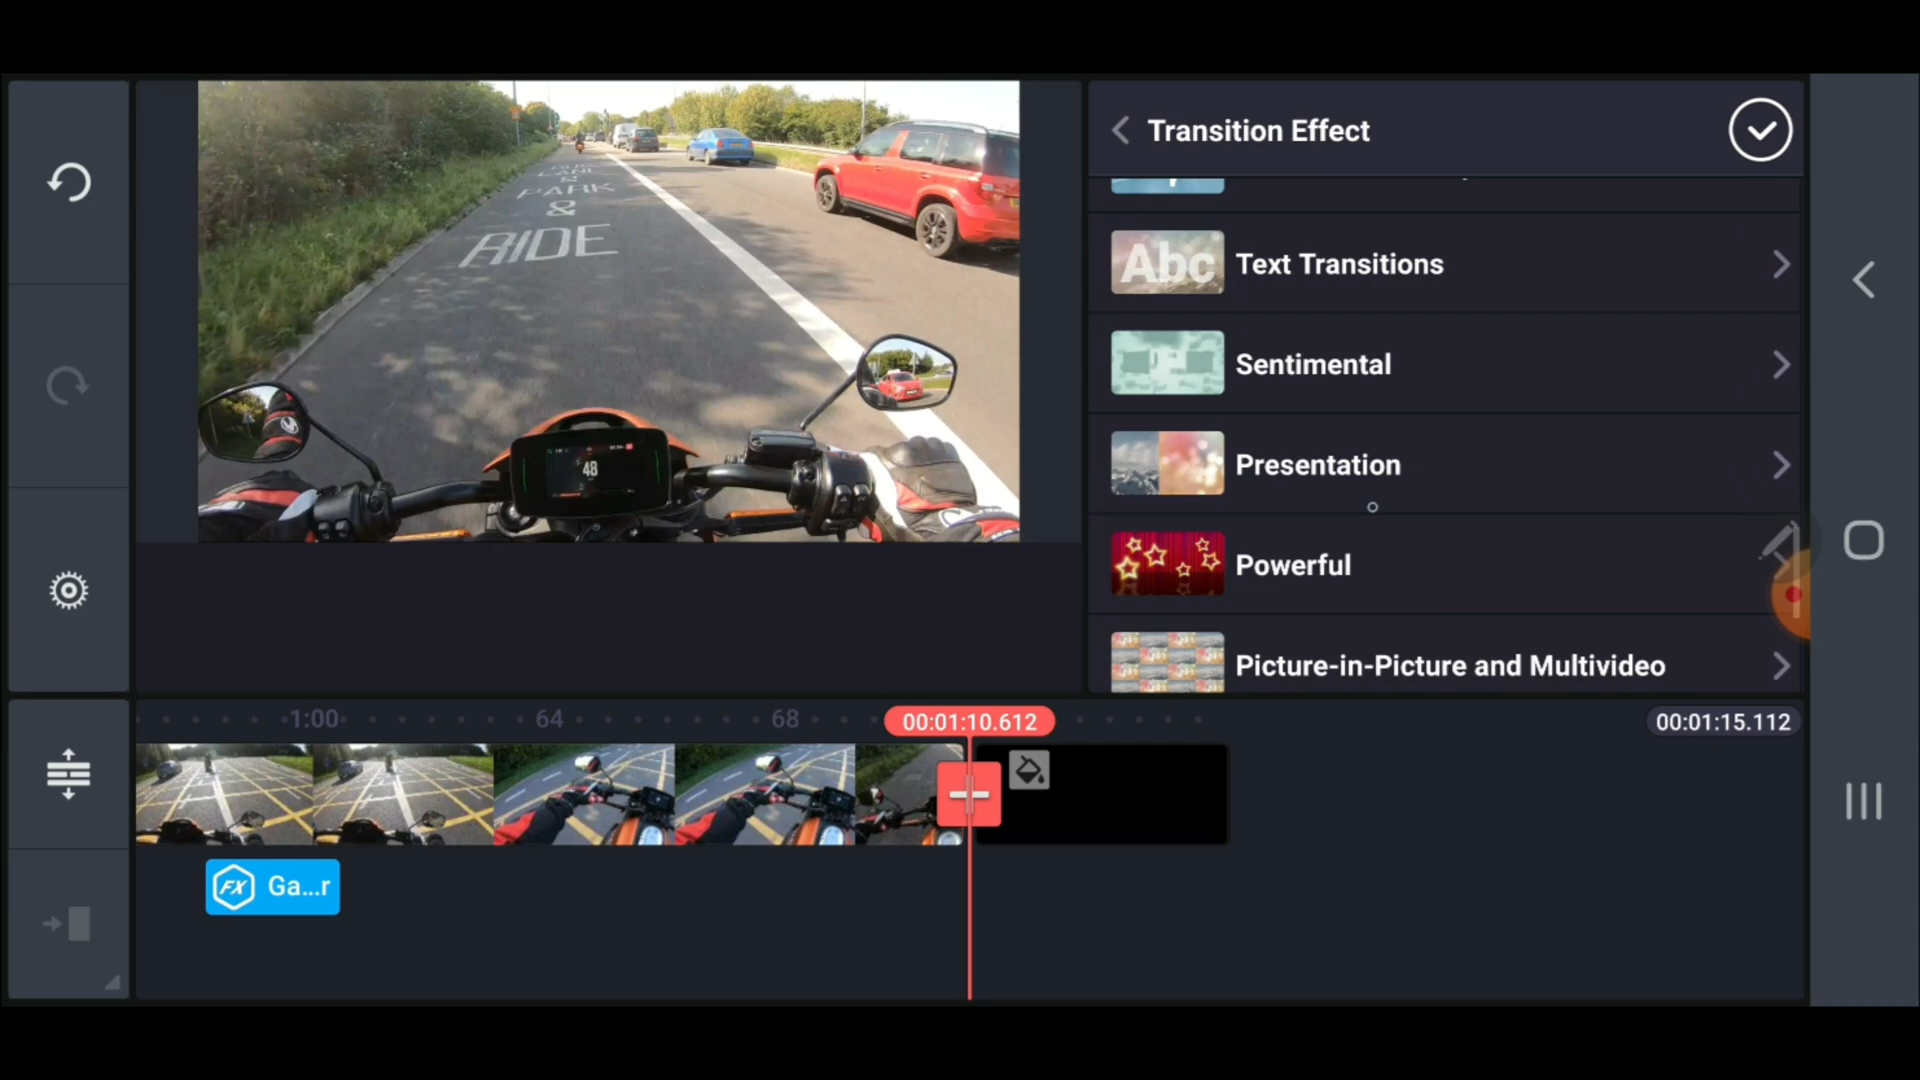 Transition Effect
LANE
&
PARK
&
RIDE
48
Abc
Text Transitions
Sentimental
Presentation
Powerful
Picture-in-Picture and Multivideo
1:00
64
68
00:01:10.612
00:01:15.112
FX
Ga...r